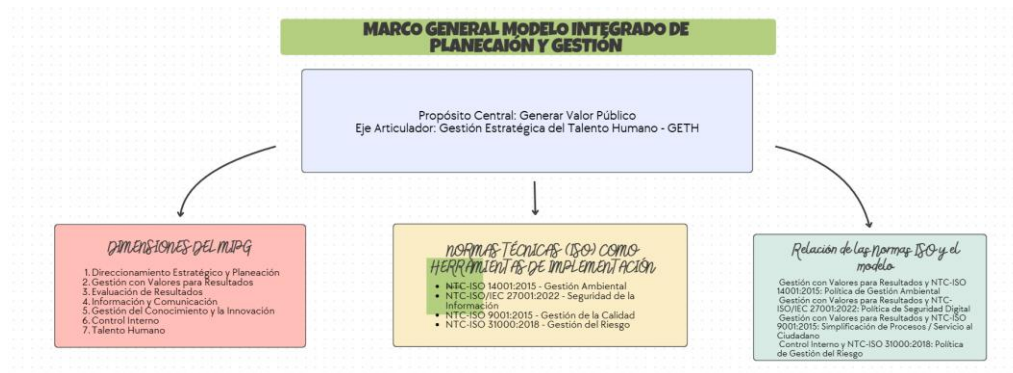 MARCO GENERAL MODELO INTEGRADO DE
PLANECAIÓN Y GESTIÓN
Propósito Central: Generar Valor Público
Eje Articulador: Gestión Estratégica del Talento Humano - GETH
DIMENSIONES DEL MIPG
1. Direccionamiento Estratégico y Planeación
2. Gestión con Valores para Resultados
3. Evaluación de Resultados
4. Información y Comunicación
5. Gestión del Conocimiento y la Innovación
6. Control Interno
7. Talento Humano
NORMAS TÉCNICAS (ISO) COMO
HERRAMIENTAS DE IMPLEMENTACIÓN
• NTC-ISO 14001:2015 - Gestión Ambiental
• NTC-ISO/IEC 27001:2022 - Seguridad de la
Información
• NTC-ISO 9001:2015 - Gestión de la Calidad
• NTC-ISO 31000:2018 - Gestión del Riesgo
Relación de las normas ISO y el
modelo
Gestión con Valores para Resultados y NTC-ISO
14001:2015: Política de Gestión Ambiental
Gestión con Valores para Resultados y NTC-
ISO/IEC 27001:2022: Política de Seguridad Digital
Gestión con Valores para Resultados y NTC-ISO
9001:2015: Simplificación de Procesos / Servicio al
Ciudadano
Control Interno y NTC-ISO 31000:2018: Política
de Gestión del Riesgo